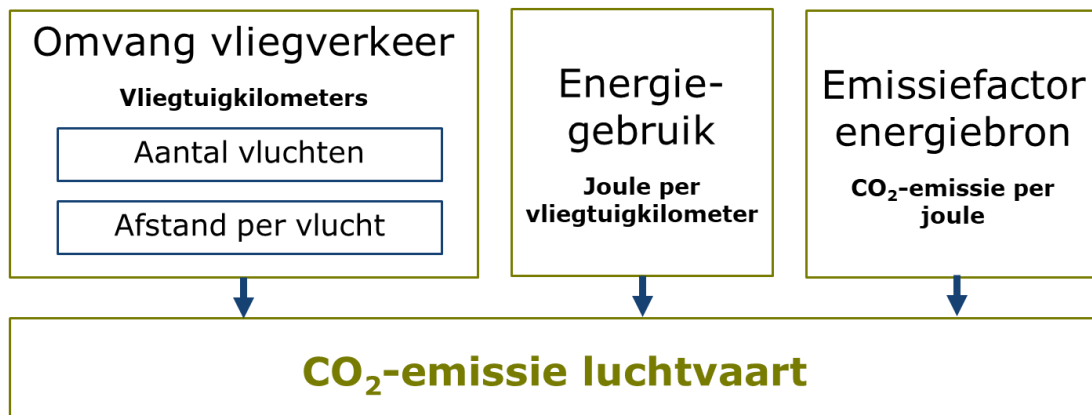 Omvang vliegverkeer
Vliegtuigkilometers
Aantal vluchten
Afstand per vlucht
Energie-
gebruik
Joule per
vliegtuigkilometer
Emissiefactor
energiebron
CO₂-emissie per
joule
CO₂-emissie luchtvaart